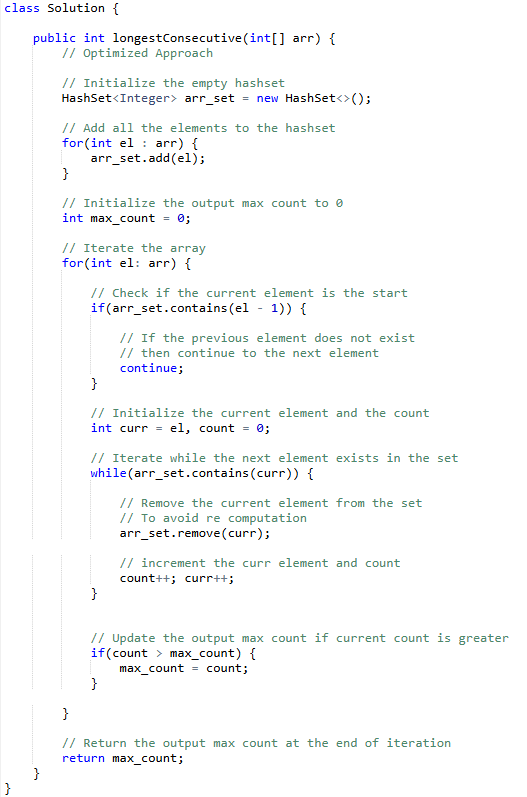 class Solution {
public int longestConsecutive(int[] arr) {
// Optimized Approach
// Initialize the empty hashset
HashSet<Integer> arr_set = new HashSet<>();
// Add all the elements to the hashset
for(int el : arr) {
arr_set.add(el);
}
// Initialize the output max count to 0
int max_count = 0;
// Iterate the array
for(int el: arr) {
// Check if the current element is the start
if(arr_set.contains(el - 1)) {
// If the previous element does not exist
// then continue to the next element
continue;
}
// Initialize the current element and the count
int curr = el, count = 0;
// Iterate while the next element exists in the set
while(arr_set.contains(curr)) {
// Remove the current element from the set
// To avoid re computation
arr_set.remove(curr);
// increment the curr element and count
count++; curr++;
}
// Update the output max count if current count is greater
if(count > max_count) {
max_count = count;
}
}
// Return the output max count at the end of iteration
return max_count;
}
}